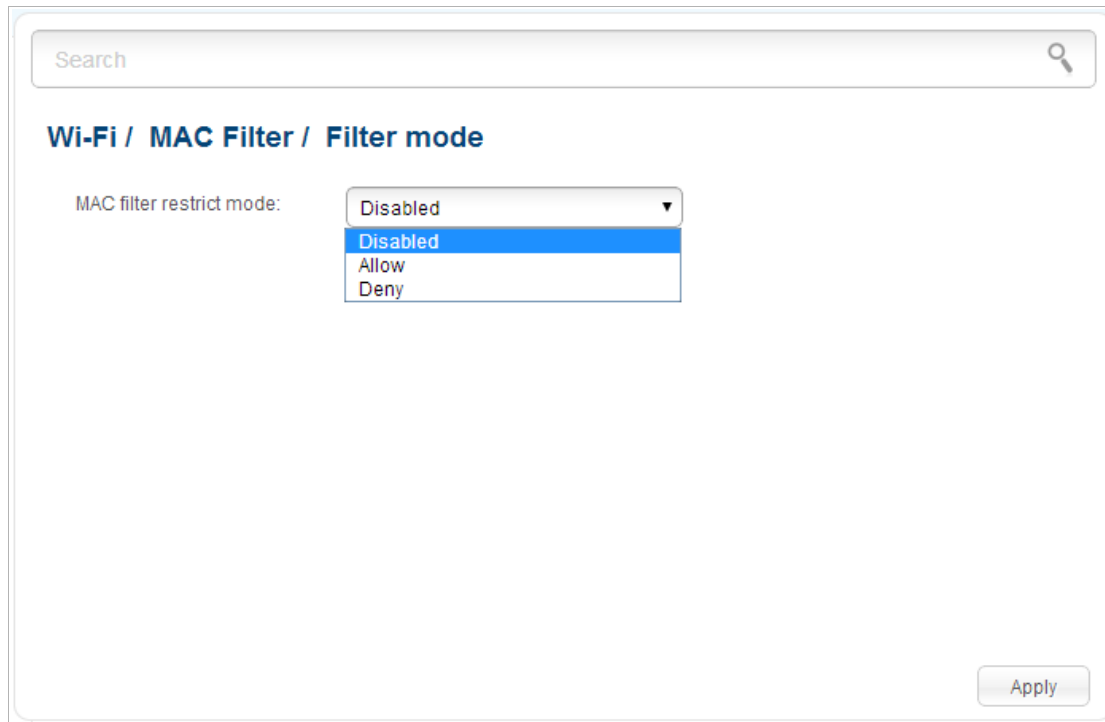 Search
Wi-Fi / MAC Filter / Filter mode
MAC filter restrict mode:
Disabled
Disabled
Allow
Deny
Apply